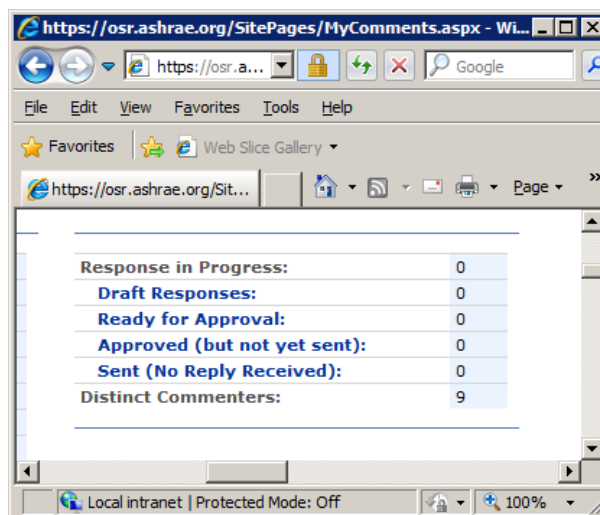 https://osr.ashrae.org/SitePages/MyComments.aspx - Wi...
https://osr.a... Google
File Edit View Favorites Tools Help
Favorites Web Slice Gallery
https://osr.ashrae.org/Sit... Page »
Response in Progress: 0
Draft Responses: 0
Ready for Approval: 0
Approved (but not yet sent): 0
Sent (No Reply Received): 0
Distinct Commenters: 9
Local intranet | Protected Mode: Off 100%